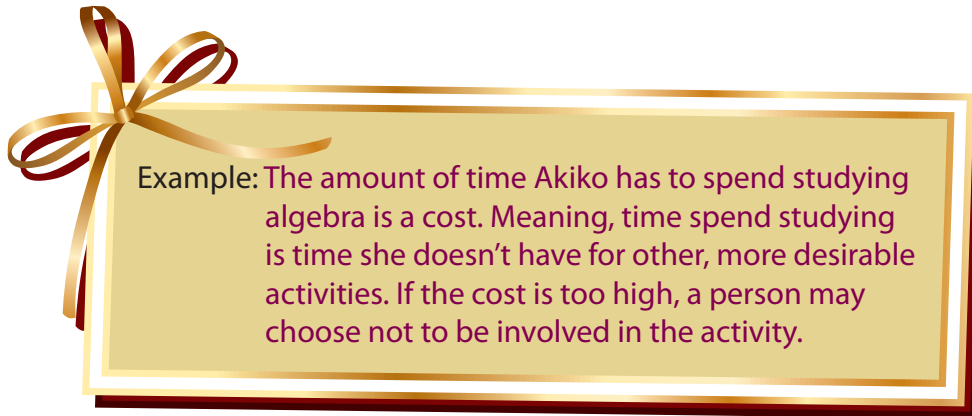 Example: The amount of time Akiko has to spend studying
algebra is a cost. Meaning, time spend studying
is time she doesn’t have for other, more desirable
activities. If the cost is too high, a person may
choose not to be involved in the activity.